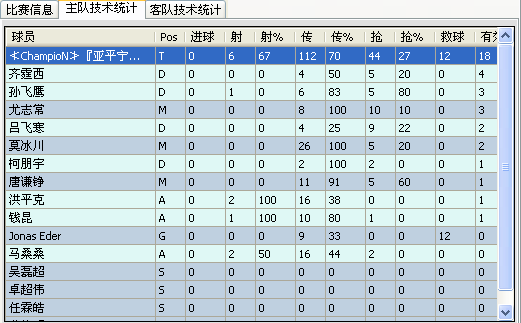 比赛信息 主队技术统计 客队技术统计
球员 Pos 进球 射 射% 传 传% 抢 抢% 救球 有效
≮ChampioN≯『亚平宁... T 0 6 67 112 70 44 27 12 18
齐霆西 D 0 0 0 4 50 5 20 0 4
孙飞鹰 D 0 1 0 6 83 5 80 0 3
尤志常 M 0 0 0 8 100 10 10 0 3
吕飞寒 D 0 0 0 4 25 9 22 0 2
莫冰川 M 0 0 0 26 100 5 20 0 2
柯朋宇 D 0 0 0 2 100 2 0 0 1
唐谦铮 M 0 0 0 11 91 5 60 0 1
洪平克 A 0 2 100 16 38 0 0 0 1
钱昆 A 0 1 100 10 80 1 0 0 1
Jonas Eder G 0 0 0 9 33 0 0 12 0
马桑桑 A 0 2 50 16 44 2 0 0 0
吴磊超 S 0 0 0 0 0 0 0 0 0
卓超伟 S 0 0 0 0 0 0 0 0 0
任霖皓 S 0 0 0 0 0 0 0 0 0